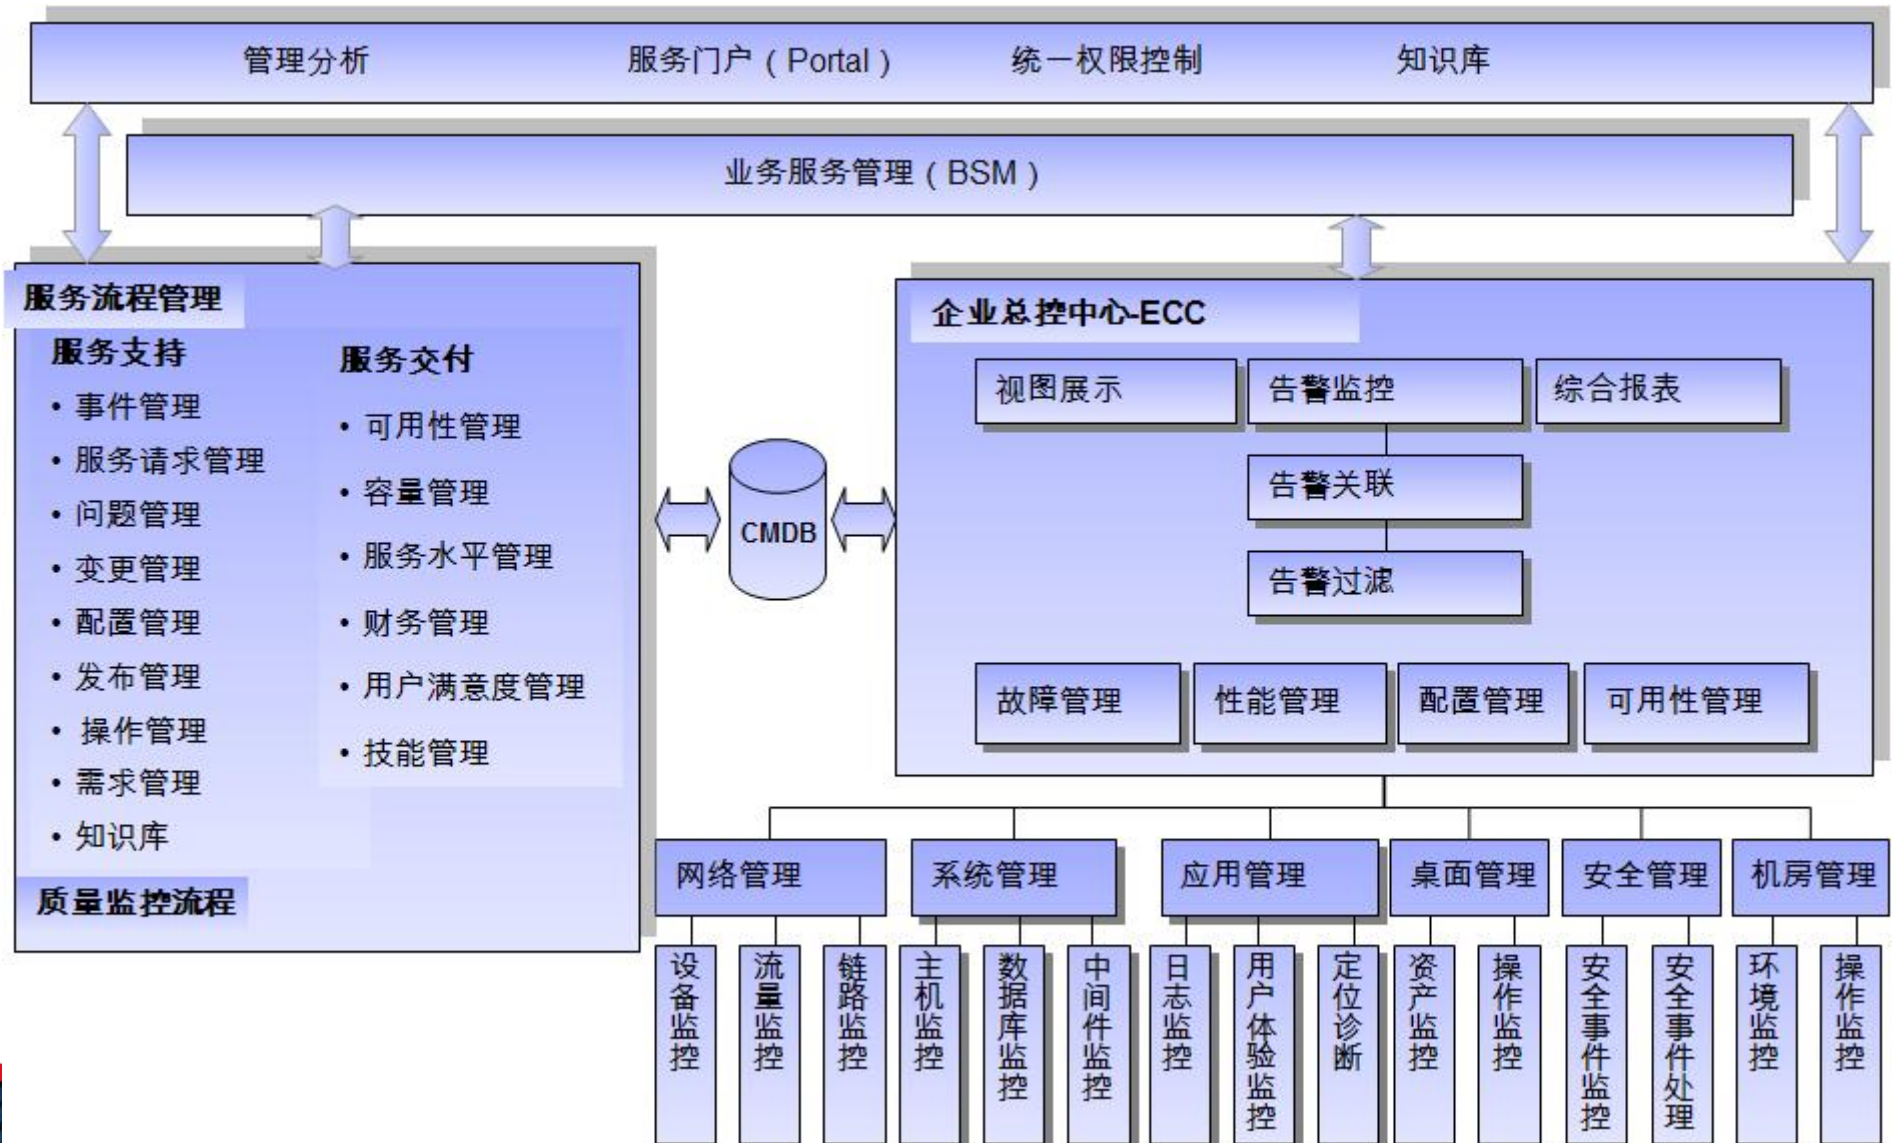 管理分析 服务门户（Portal） 统一权限控制 知识库
业务服务管理（BSM）
服务流程管理
服务支持
• 事件管理
• 服务请求管理
• 问题管理
• 变更管理
• 配置管理
• 发布管理
• 操作管理
• 需求管理
• 知识库
服务交付
• 可用性管理
• 容量管理
• 服务水平管理
• 财务管理
• 用户满意度管理
• 技能管理
质量监控流程
CMDB
企业总控中心-ECC
视图展示 告警监控 综合报表
告警关联
告警过滤
故障管理 性能管理 配置管理 可用性管理
网络管理 系统管理 应用管理 桌面管理 安全管理 机房管理
设备监控
流量监控
链路监控
主机监控
数据库监控
中间件监控
日志监控
用户体验监控
定位诊断
资产监控
操作监控
安全事件监控
安全事件处理
环境监控
操作监控